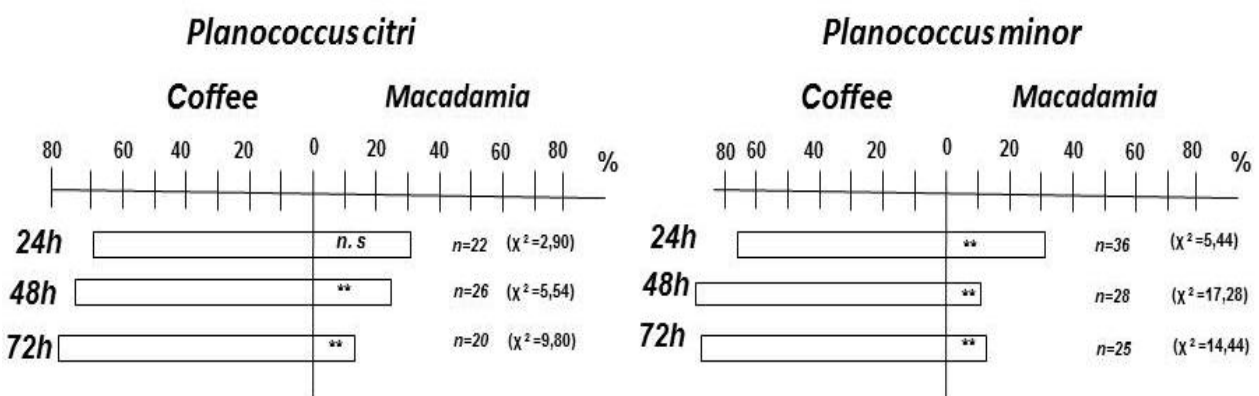 Planococcus citri
Coffee Macadamia
80 60 40 20 0 20 40 60 80 %
24h n. s n=22 (χ²=2,90)
48h ** n=26 (χ²=5,54)
72h ** n=20 (χ²=9,80)
Planococcus minor
Coffee Macadamia
80 60 40 20 0 20 40 60 80 %
24h ** n=36 (χ²=5,44)
48h ** n=28 (χ²=17,28)
72h ** n=25 (χ²=14,44)